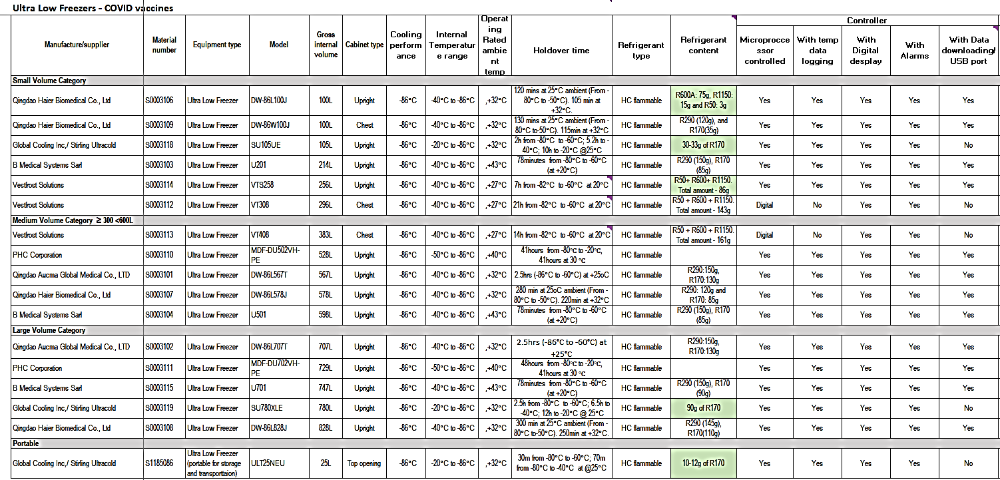 Ultra Low Freezers - COVID vaccines
Manufacture/supplier | Material number | Equipment type | Model | Gross internal volume | Cabinet type | Cooling perform ance | Internal Temperatur e range | Operat ing Rated ambie nt temp | Holdover time | Refrigerant type | Refrigerant content | Controller
Microprocce ssor controlled | With temp data logging | With Digital desplay | With Alarms | With Data downloading/ USB port
Small Volume Category
Qingdao Haier Biomedical Co., Ltd | S0003106 | Ultra Low Freezer | DW-86L100J | 100L | Upright | -86°C | -40°C to -86°C | ,+32°C | 120 mins at 25°C ambient (From -80°C to -50°C). 105 min at +32°C. | HC flammable | R600A: 75g, R1150: 15g and R50: 3g | Yes | Yes | Yes | Yes | Yes
Qingdao Haier Biomedical Co., Ltd | S0003109 | Ultra Low Freezer | DW-86W100J | 100L | Chest | -86°C | -40°C to -86°C | ,+32°C | 130 mins at 25°C ambient (From -80°C to-50°C). 115min at +32°C | HC flammable | R290 (120g), and R170(35g) | Yes | Yes | Yes | Yes | Yes
Global Cooling Inc,/ Stirling Ultracold | S0003118 | Ultra Low Freezer | SU105UE | 105L | Upright | -86°C | -20°C to -86°C | ,+32°C | 2h from -80°C to -60°C; 5.2h to -40°C; 10h to -20°C @25°C | HC flammable | 30-33g of R170 | Yes | Yes | Yes | Yes | No
B Medical Systems Sarl | S0003103 | Ultra Low Freezer | U201 | 214L | Upright | -86°C | -40°C to -86°C | ,+43°C | 78minutes from -80°C to -60°C (at +20°C) | HC flammable | R290 (150g), R170 (85g) | Yes | Yes | Yes | Yes | Yes
Vestfrost Solutions | S0003114 | Ultra Low Freezer | VTS258 | 256L | Upright | -86°C | -40°C to -86°C | ,+27°C | 7h from -82°C to -60°C at 20°C | HC flammable | R50+ R600+ R1150. Total amount - 86g | Yes | Yes | Yes | Yes | Yes
Vestfrost Solutions | S0003112 | Ultra Low Freezer | VT308 | 296L | Chest | -86°C | -40°C to -86°C | ,+27°C | 21h from -82°C to -60°C at 20°C | HC flammable | R50 + R600 + R1150. Total amount - 143g | Digital | No | Yes | Yes | No
Medium Volume Category ≥ 300 <600L
Vestfrost Solutions | S0003113 | Ultra Low Freezer | VT408 | 383L | Chest | -86°C | -40°C to -86°C | ,+27°C | 14h from -82°C to -60°C at 20°C | HC flammable | R50 + R600 + R1150. Total amount - 161g | Digital | No | Yes | Yes | No
PHC Corporation | S0003110 | Ultra Low Freezer | MDF-DU502VH-PE | 528L | Upright | -86°C | -50°C to -86°C | ,+40°C | 41hours from -80°C to -20°C, 41hours at 30 °C | HC flammable | | Yes | Yes | Yes | Yes | Yes
Qingdao Aucma Global Medical Co., LTD | S0003101 | Ultra Low Freezer | DW-86L567T | 567L | Upright | -86°C | -40°C to -86°C | ,+32°C | 2.5hrs (-86°C to -60°C) at +25oC | HC flammable | R290:150g, R170:130g | Yes | Yes | Yes | Yes | Yes
Qingdao Haier Biomedical Co., Ltd | S0003107 | Ultra Low Freezer | DW-86L578J | 578L | Upright | -86°C | -40°C to -86°C | ,+32°C | 280 min at 25oC ambient (From -80°C to -50°C). 220min at +32°C | HC flammable | R290: 120g and R170: 85g | Yes | Yes | Yes | Yes | Yes
B Medical Systems Sarl | S0003104 | Ultra Low Freezer | U501 | 598L | Upright | -86°C | -40°C to -86°C | ,+43°C | 78minutes from -80°C to -60°C (at +20°C) | HC flammable | R290 (150g), R170 (85g) | Yes | Yes | Yes | Yes | Yes
Large Volume Category
Qingdao Aucma Global Medical Co., LTD | S0003102 | Ultra Low Freezer | DW-86L707T | 707L | Upright | -86°C | -40°C to -86°C | ,+32°C | 2.5hrs (-86°C to -60°C) at +25°C | HC flammable | R290:150g, R170:130g | Yes | Yes | Yes | Yes | Yes
PHC Corporation | S0003111 | Ultra Low Freezer | MDF-DU702VH-PE | 729L | Upright | -86°C | -50°C to -86°C | ,+40°C | 48hours from -80°C to -20°C, 41hours at 30 °C | HC flammable | | Yes | Yes | Yes | Yes | Yes
B Medical Systems Sarl | S0003115 | Ultra Low Freezer | U701 | 747L | Upright | -86°C | -40°C to -86°C | ,+43°C | 78minutes from -80°C to -60°C (at +20°C) | HC flammable | R290 (150g), R170 (90g) | Yes | Yes | Yes | Yes | Yes
Global Cooling Inc,/ Stirling Ultracold | S0003119 | Ultra Low Freezer | SU780XLE | 780L | Upright | -86°C | -20°C to -86°C | ,+32°C | 2.5h from -80°C to -60°C; 6.5h to -40°C; 12h to -20°C @ 25°C | HC flammable | 90g of R170 | Yes | Yes | Yes | Yes | No
Qingdao Haier Biomedical Co., Ltd | S0003108 | Ultra Low Freezer | DW-86L828J | 828L | Upright | -86°C | -40°C to -86°C | ,+32°C | 300 min at 25°C ambient (From -80°C to-50°C). 250min at +32°C. | HC flammable | R290 (145g), R170(110g) | Yes | Yes | Yes | Yes | Yes
Portable
Global Cooling Inc,/ Stirling Ultracold | S1185086 | Ultra Low Freezer (portable for storage and transporttaion) | ULT25NEU | 25L | Top opening | -86°C | -20°C to -86°C | ,+32°C | 30m from -80°C to -60°C; 70m from -80°C to -40°C at @25°C | HC flammable | 10-12g of R170 | Yes | Yes | Yes | Yes | No